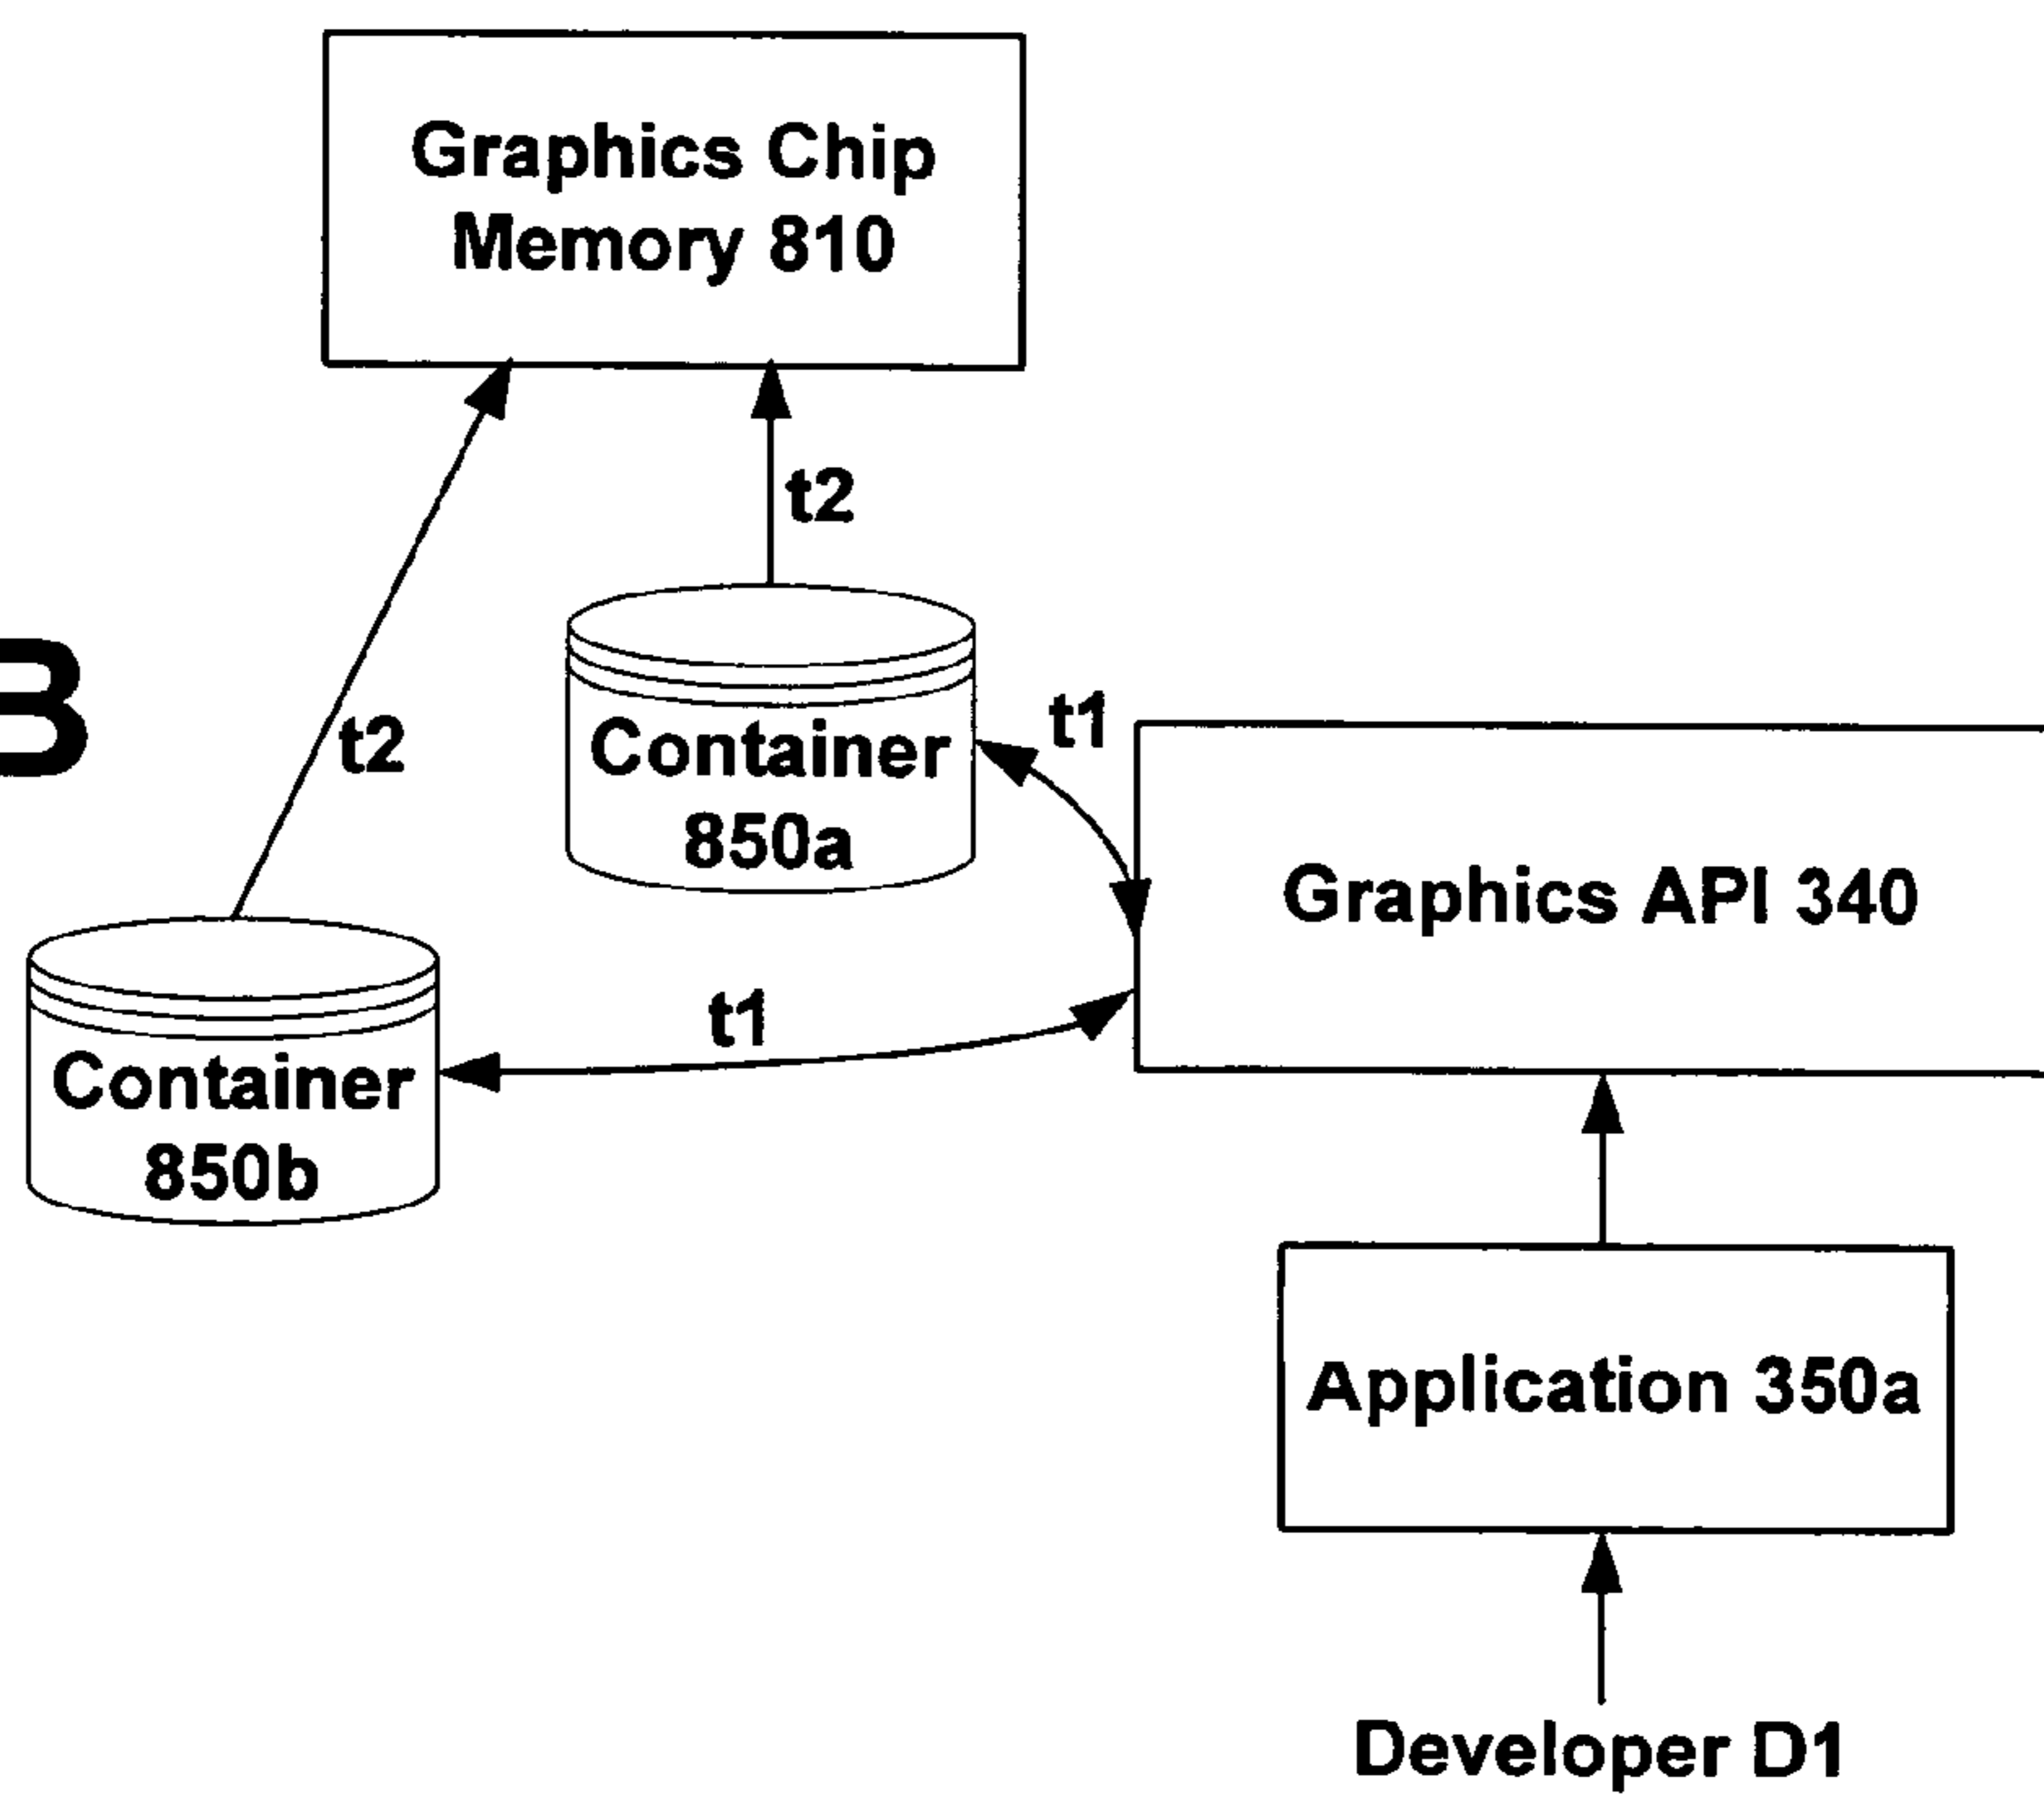 Graphics Chip
Memory 810
t2
B
t2
t1
Container
850a
Graphics API 340
t1
Container
850b
Application 350a
Developer D1